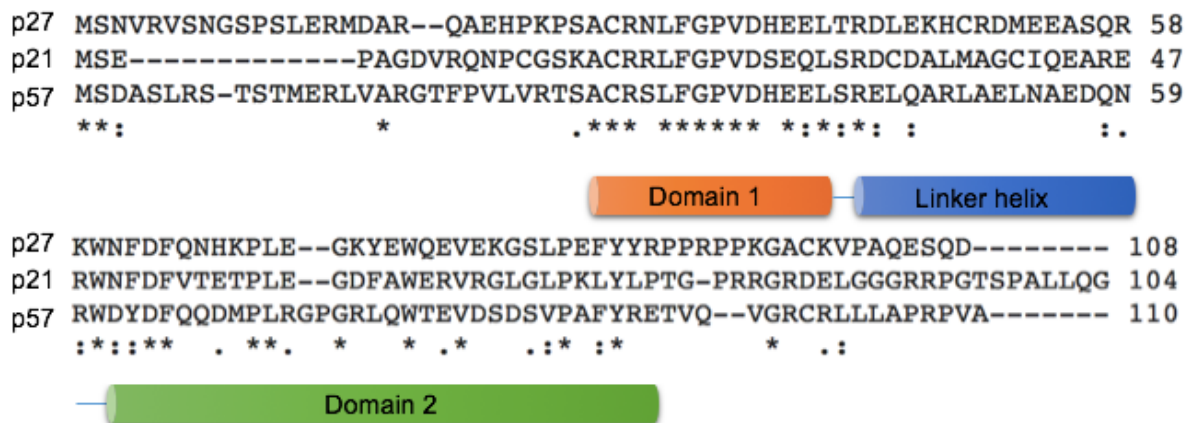 p27 MSNVRVSNGSPSLERMDAR--QAEHPKPSACRNLFGPVDHEELTRDLEKHCRDMEEASQR 58
p21 MSE-------------PAGDVRQNPCGSKACRRLFGPVDSEQLSRDCDALMAGCIQEARE 47
p57 MSDASLRS-TSTMERLVARGTFPVLVRTSACRSLFGPVDHEELSRELQARLAELNAEDQN 59
**:              *          .*** ****** *:*:*: :          :.
Domain 1 Linker helix
p27 KWNFDFQNHKPLE--GKYEWQEVEKGSLPEFYYRPPRPPKGACKVPAQESQD-------- 108
p21 RWNFDFVTETPLE--GDFAWERVRGLGLPKLYLPTG-PRRGRDELGGGRRPGTSPALLQG 104
p57 RWDYDFQQDMPLRGPGRLQWTEVDSDSVPAFYRETVQ--VGRCRLLLAPRPVA------- 110
:*::**  . **.  *   * .*   .:* :*        *  .:
Domain 2